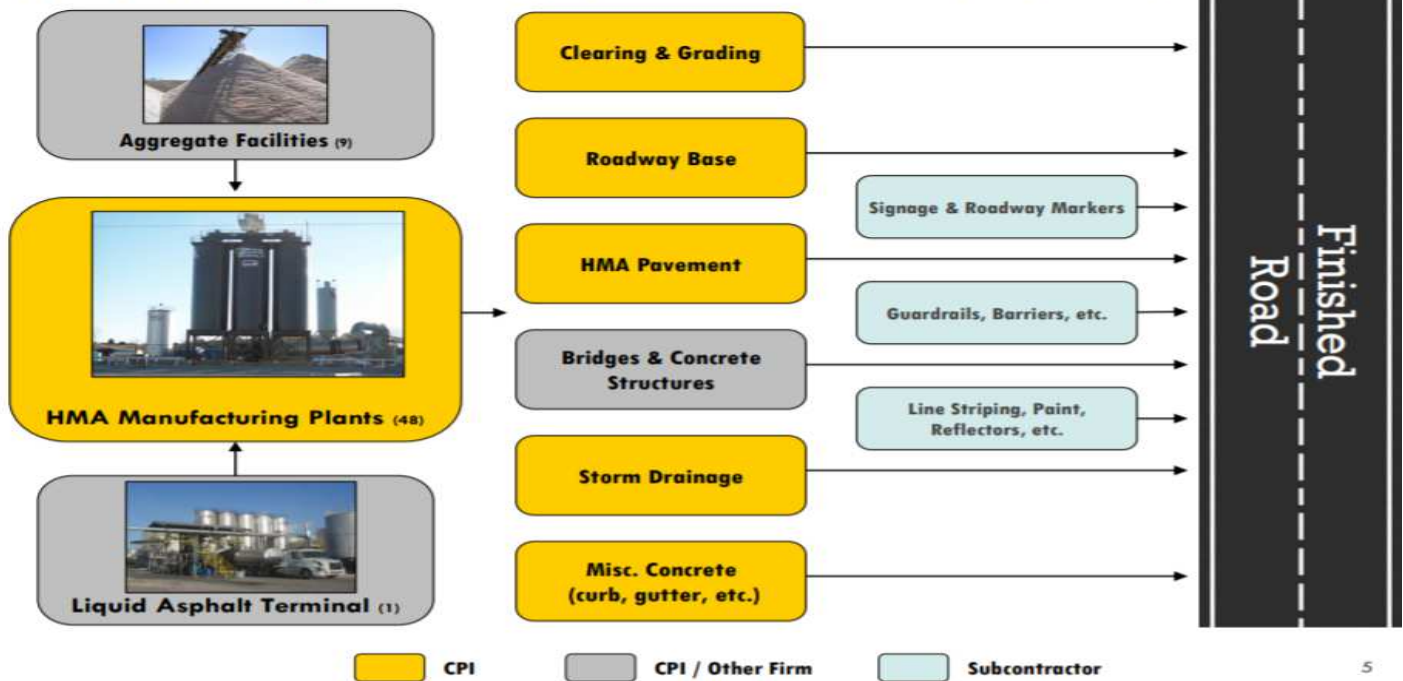 Aggregate Facilities (9)
HMA Manufacturing Plants (48)
Liquid Asphalt Terminal (1)
Clearing & Grading
Roadway Base
HMA Pavement
Bridges & Concrete
Structures
Storm Drainage
Misc. Concrete
(curb, gutter, etc.)
Signage & Roadway Markers
Guardrails, Barriers, etc.
Line Striping, Paint,
Reflectors, etc.
Finished
Road
CPI
CPI / Other Firm
Subcontractor
5